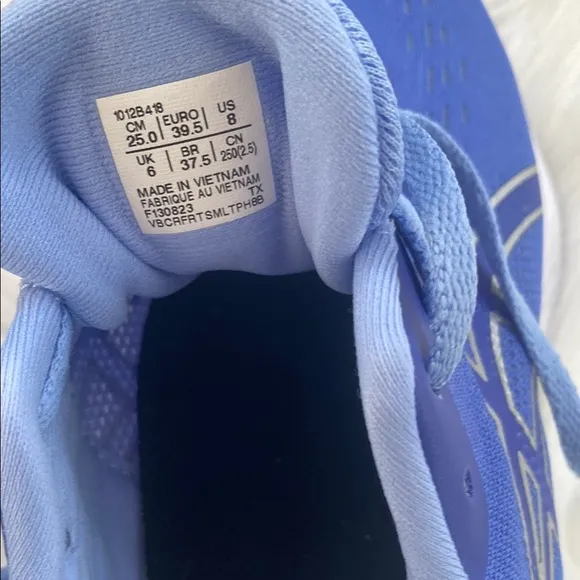 1012B418
CM EURO US
25.0 39.5 8
UK BR CN
6 37.5 250(2.5)
MADE IN VIETNAM
FABRIQUE AU VIETNAM
F130823 TX
VBCRFRTSMLTPH8B